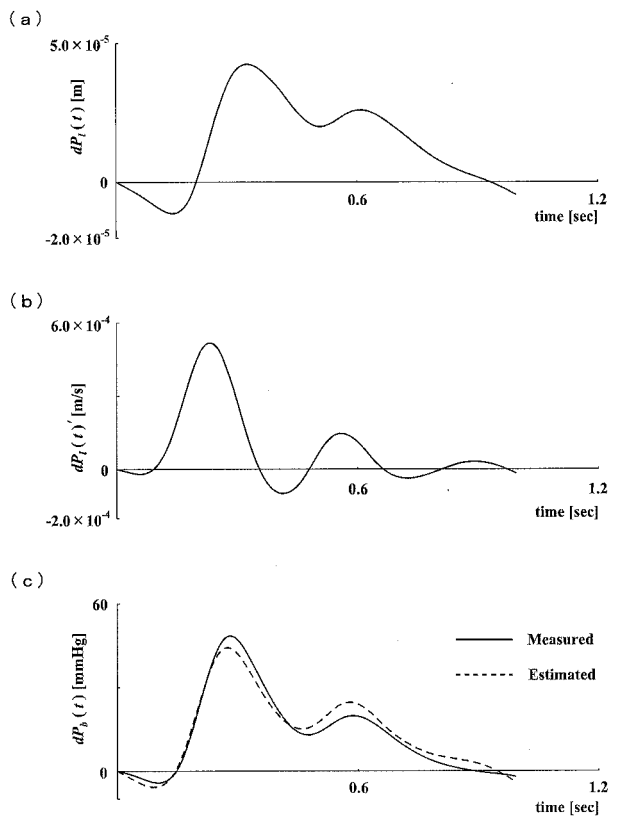 (a)
5.0×10⁻⁵
dPₗ(t) [m]
0
0.6
1.2
time [sec]
-2.0×10⁻⁵
(b)
6.0×10⁻⁴
dPₗ(t)′ [m/s]
0
0.6
1.2
time [sec]
-2.0×10⁻⁴
(c)
60
dP_b(t) [mmHg]
Measured
Estimated
0
0.6
1.2
time [sec]